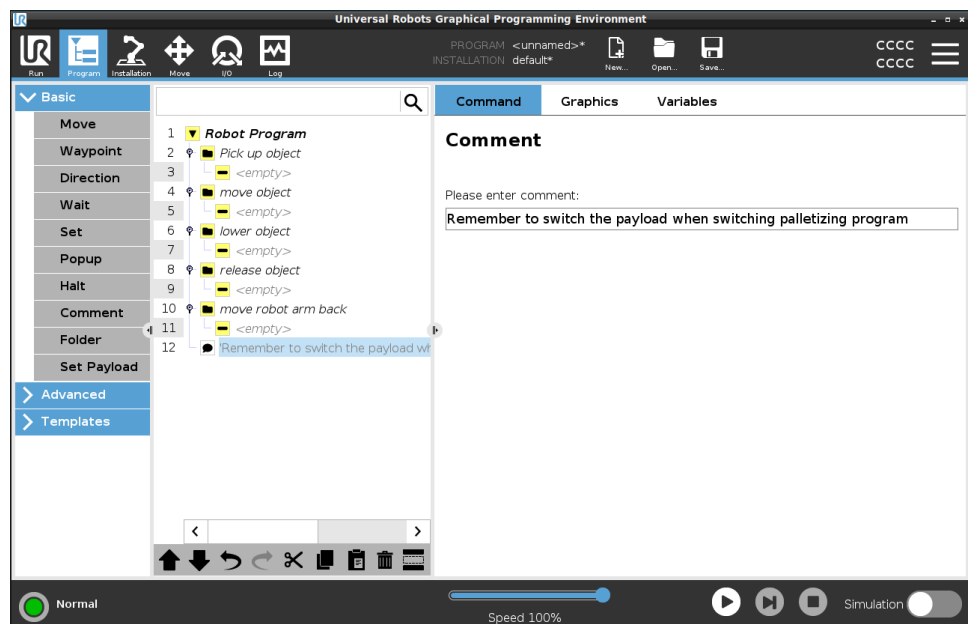 UR
Universal Robots Graphical Programming Environment
UR
Run
Program
Installation
Move
I/O
Log
PROGRAM <unnamed>*
INSTALLATION default*
New...
Open...
Save...
CCCC
CCCC
Basic
Move
Waypoint
Direction
Wait
Set
Popup
Halt
Comment
Folder
Set Payload
Advanced
Templates
1 Robot Program
2 Pick up object
3 <empty>
4 move object
5 <empty>
6 lower object
7 <empty>
8 release object
9 <empty>
10 move robot arm back
11 <empty>
12 'Remember to switch the payload wh
Command Graphics Variables
Comment
Please enter comment:
Remember to switch the payload when switching palletizing program
Normal
Speed 100%
Simulation